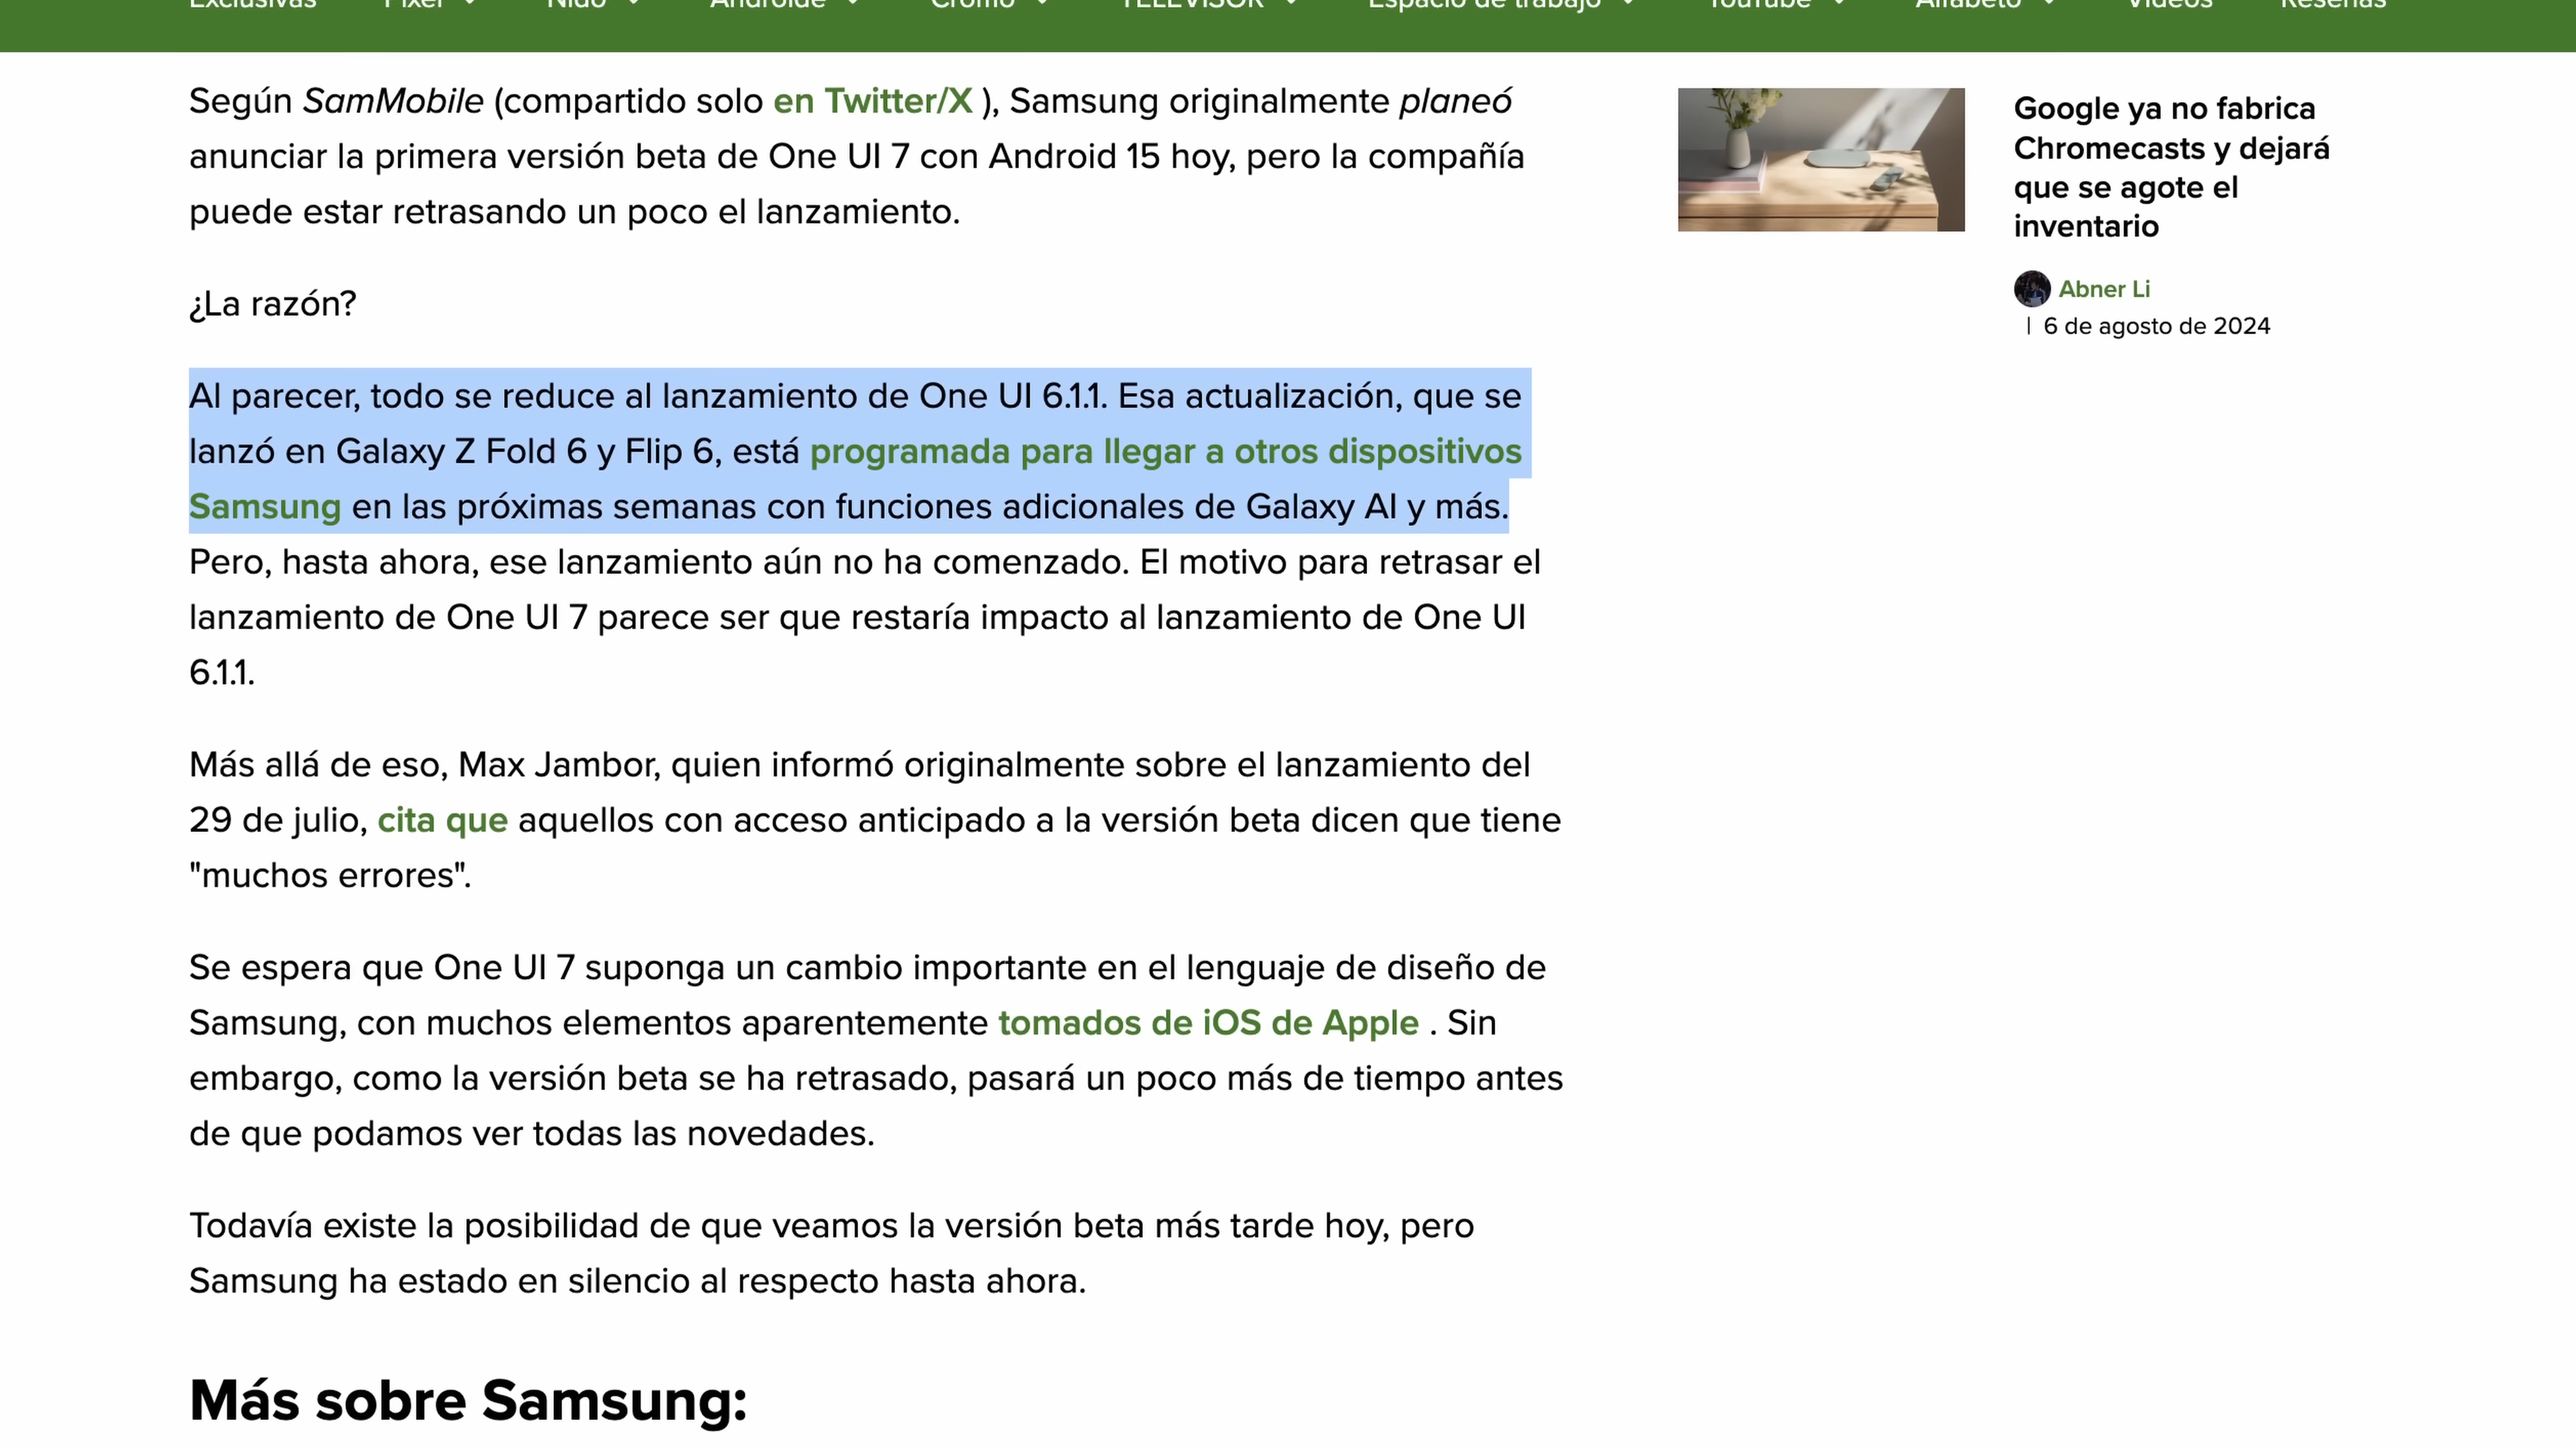 Exclusivas Pixel Nido Androide Cromo TELEVISOR Espacio de trabajo YouTube Alfabeto Vídeos Reseñas
Según SamMobile (compartido solo en Twitter/X ), Samsung originalmente planeó
anunciar la primera versión beta de One UI 7 con Android 15 hoy, pero la compañía
puede estar retrasando un poco el lanzamiento.
¿La razón?
Al parecer, todo se reduce al lanzamiento de One UI 6.1.1. Esa actualización, que se
lanzó en Galaxy Z Fold 6 y Flip 6, está programada para llegar a otros dispositivos
Samsung en las próximas semanas con funciones adicionales de Galaxy AI y más.
Pero, hasta ahora, ese lanzamiento aún no ha comenzado. El motivo para retrasar el
lanzamiento de One UI 7 parece ser que restaría impacto al lanzamiento de One UI
6.1.1.
Más allá de eso, Max Jambor, quien informó originalmente sobre el lanzamiento del
29 de julio, cita que aquellos con acceso anticipado a la versión beta dicen que tiene
"muchos errores".
Se espera que One UI 7 suponga un cambio importante en el lenguaje de diseño de
Samsung, con muchos elementos aparentemente tomados de iOS de Apple . Sin
embargo, como la versión beta se ha retrasado, pasará un poco más de tiempo antes
de que podamos ver todas las novedades.
Todavía existe la posibilidad de que veamos la versión beta más tarde hoy, pero
Samsung ha estado en silencio al respecto hasta ahora.
Más sobre Samsung:
Google ya no fabrica
Chromecasts y dejará
que se agote el
inventario
Abner Li
| 6 de agosto de 2024